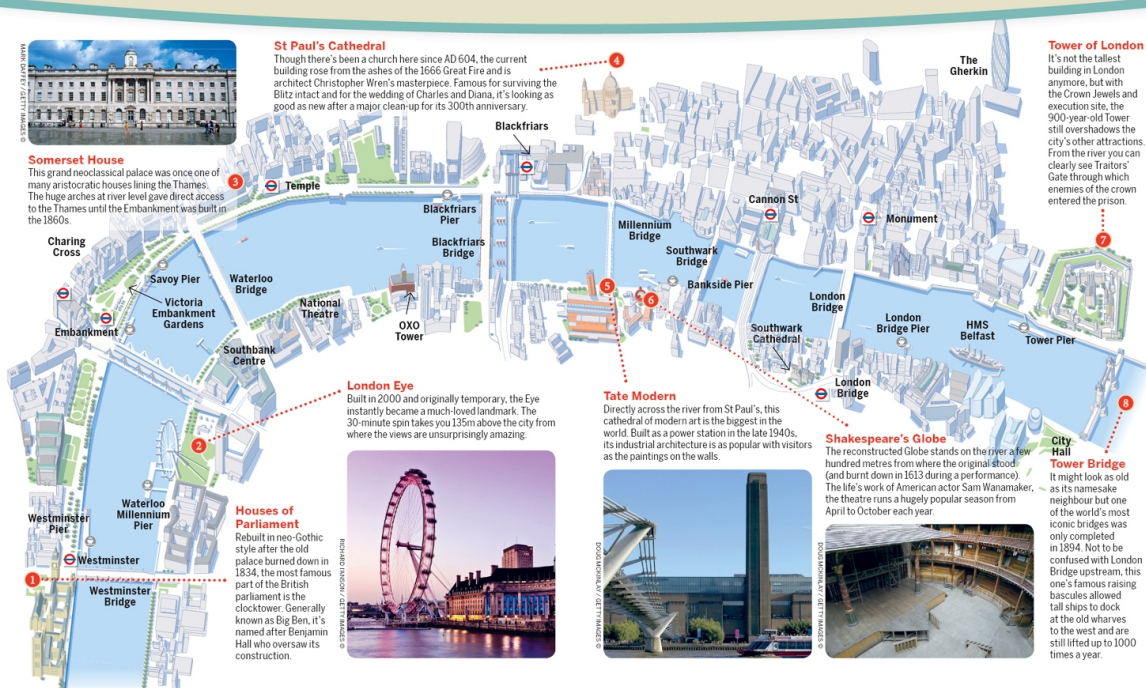 MARK DAFFEY / GETTY IMAGES ©
St Paul's Cathedral
Though there's been a church here since AD 604, the current
building rose from the ashes of the 1666 Great Fire and is
architect Christopher Wren's masterpiece. Famous for surviving the
Blitz intact and for the wedding of Charles and Diana, it's looking as
good as new after a major clean-up for its 300th anniversary.
4
The
Gherkin
Tower of London
It's not the tallest
building in London
anymore, but with
the Crown Jewels and
execution site, the
900-year-old Tower
still overshadows the
city's other attractions.
From the river you can
clearly see Traitors'
Gate through which
enemies of the crown
entered the prison.
7
Somerset House
This grand neoclassical palace was once one of
many aristocratic houses lining the Thames.
The huge arches at river level gave direct access
to the Thames until the Embankment was built in
the 1860s.
3
Temple
Blackfriars
Blackfriars
Pier
Blackfriars
Bridge
Millennium
Bridge
Cannon St
Monument
Southwark
Bridge
Bankside Pier
Charing
Cross
Savoy Pier
Victoria
Embankment
Gardens
Embankment
Waterloo
Bridge
National
Theatre
OXO
Tower
Southbank
Centre
5
6
London
Bridge
Southwark
Cathedral
London
Bridge Pier
HMS
Belfast
Tower Pier
London
Bridge
8
City
Hall
London Eye
Built in 2000 and originally temporary, the Eye
instantly became a much-loved landmark. The
30-minute spin takes you 135m above the city from
where the views are unsurprisingly amazing.
2
Tate Modern
Directly across the river from St Paul's, this
cathedral of modern art is the biggest in the
world. Built as a power station in the late 1940s,
its industrial architecture is as popular with visitors
as the paintings on the walls.
Shakespeare's Globe
The reconstructed Globe stands on the river a few
hundred metres from where the original stood
(and burnt down in 1613 during a performance).
The life's work of American actor Sam Wanamaker,
the theatre runs a hugely popular season from
April to October each year.
Tower Bridge
It might look as old
as its namesake
neighbour but one
of the world's most
iconic bridges was
only completed
in 1894. Not to be
confused with London
Bridge upstream, this
one's famous raising
bascules allowed
tall ships to dock
at the old wharves
to the west and are
still lifted up to 1000
times a year.
Waterloo
Millennium
Pier
Westminster
Pier
Westminster
1
Westminster
Bridge
Houses of
Parliament
Rebuilt in neo-Gothic
style after the old
palace burned down in
1834, the most famous
part of the British
parliament is the
clocktower. Generally
known as Big Ben, it's
named after Benjamin
Hall who oversaw its
construction.
RICHARD I'ANSON / GETTY IMAGES ©
DOUG MCKINLAY / GETTY IMAGES ©
DOUG MCKINLAY / GETTY IMAGES ©